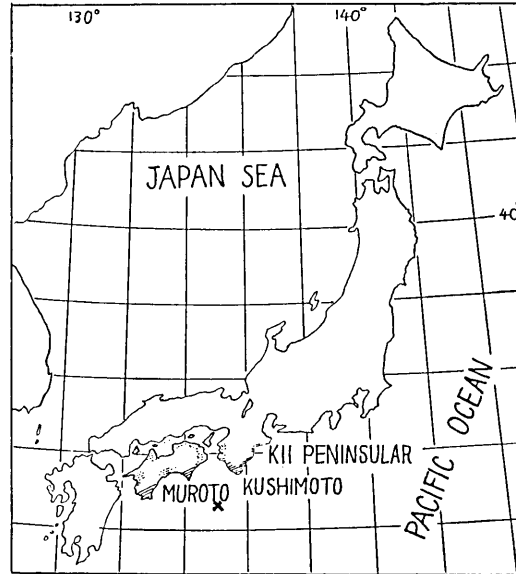 130° 140°
JAPAN SEA
40°
KII PENINSULAR
MUROTO KUSHIMOTO
PACIFIC OCEAN